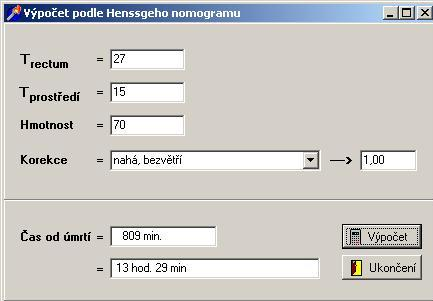 Výpočet podle Henssgeho nomogramu
Trectum = 27
Tprostředí = 15
Hmotnost = 70
Korekce = nahá, bezvětří —> 1,00
Čas od úmrtí = 809 min. Výpočet
= 13 hod. 29 min Ukončení